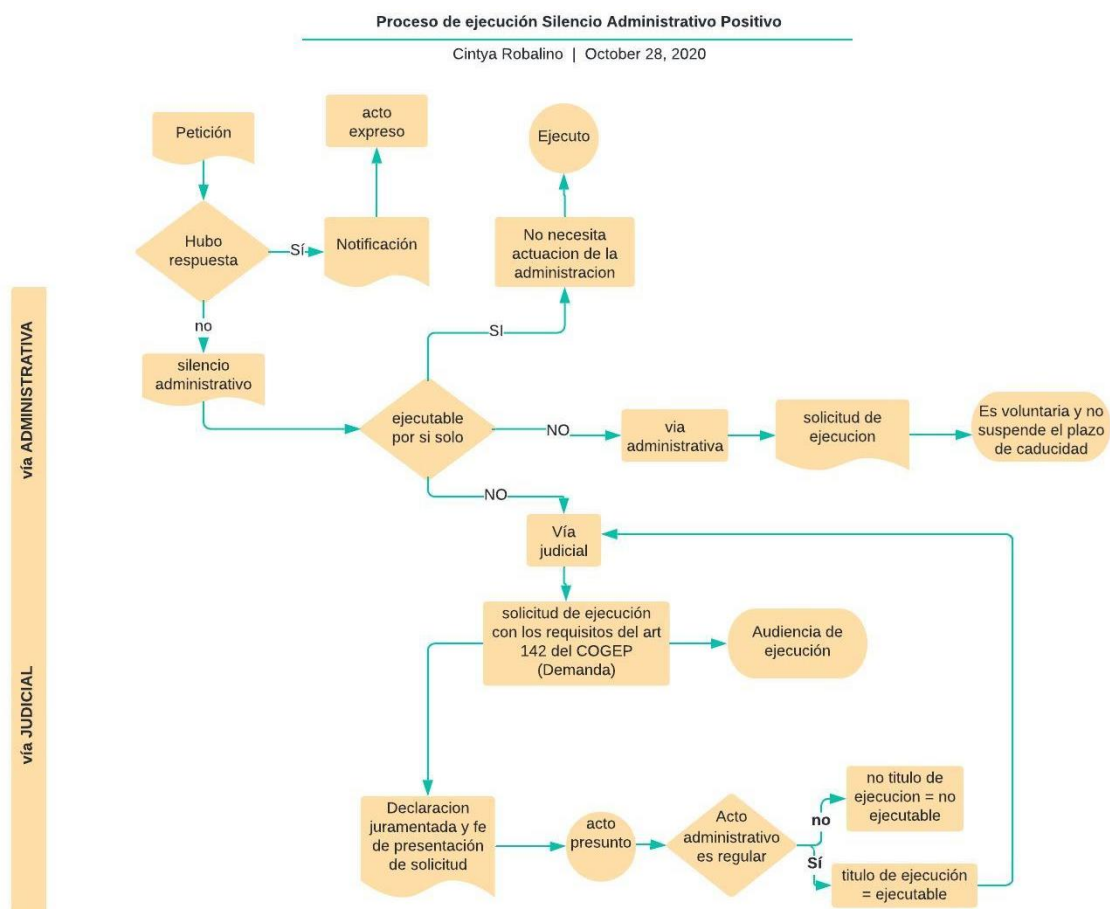 Proceso de ejecución Silencio Administrativo Positivo
Cintya Robalino | October 28, 2020
Petición
acto
expreso
Ejecuto
Hubo
respuesta
Sí
Notificación
No necesita
actuacion de la
administracion
no
SI
silencio
administrativo
ejecutable
por si solo
NO
via
administrativa
solicitud de
ejecucion
Es voluntaria y no
suspende el plazo
de caducidad
NO
vía ADMINISTRATIVA
Vía
judicial
solicitud de ejecución
con los requisitos del art
142 del COGEP
(Demanda)
Audiencia de
ejecución
vía JUDICIAL
Declaracion
juramentada y fe
de presentación
de solicitud
acto
presunto
Acto
administrativo
es regular
no
no titulo de
ejecucion = no
ejecutable
Sí
titulo de ejecución
= ejecutable